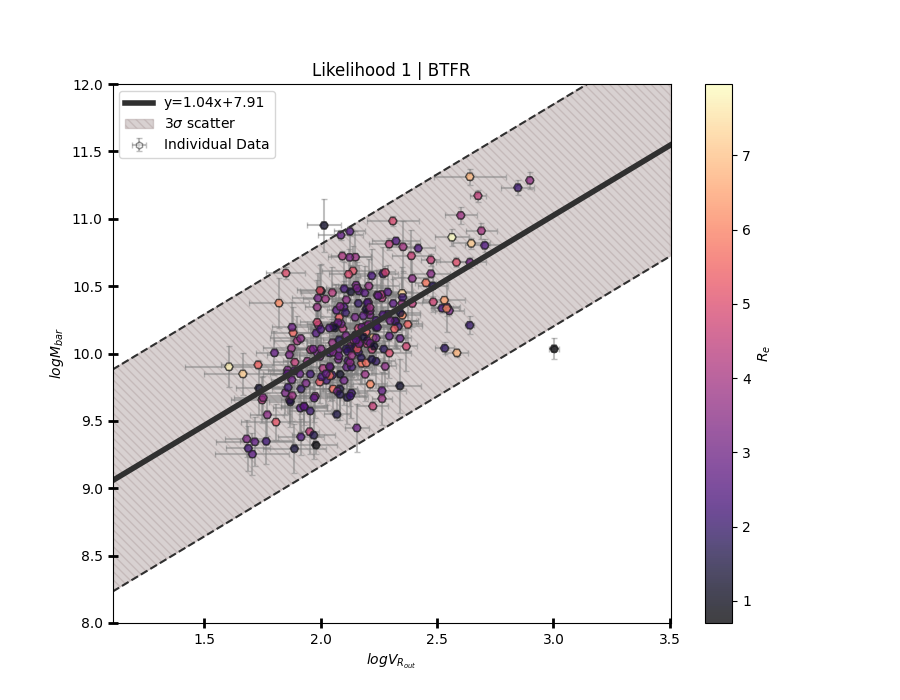 Likelihood 1 | BTFR
y=1.04x+7.91
3σ scatter
Individual Data
12.0
11.5
11.0
10.5
10.0
9.5
9.0
8.5
8.0
logM_bar
1.5 2.0 2.5 3.0 3.5
logV_{R_out}
7
6
5
4
3
2
1
R_e